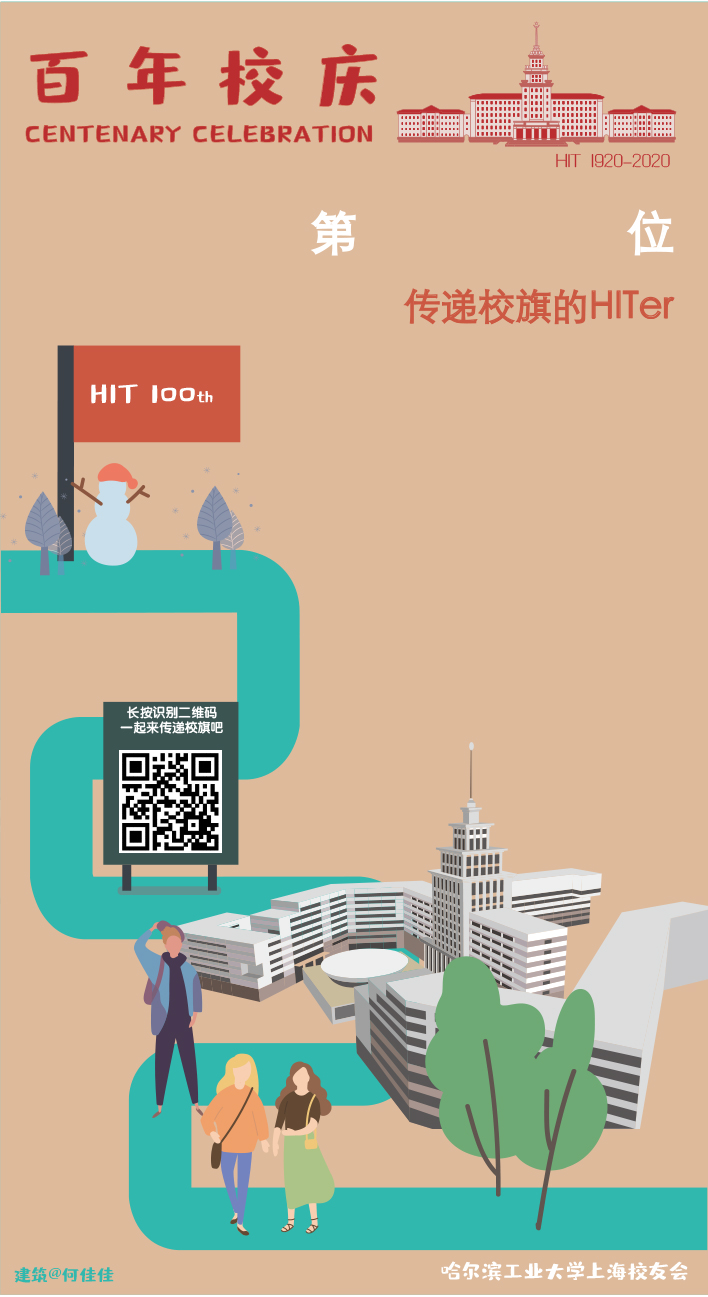 百年校庆
CENTENARY CELEBRATION
HIT 1920-2020
第 位
传递校旗的HITer
HIT 100th
长按识别二维码
一起来传递校旗吧
建筑@何佳佳
哈尔滨工业大学上海校友会